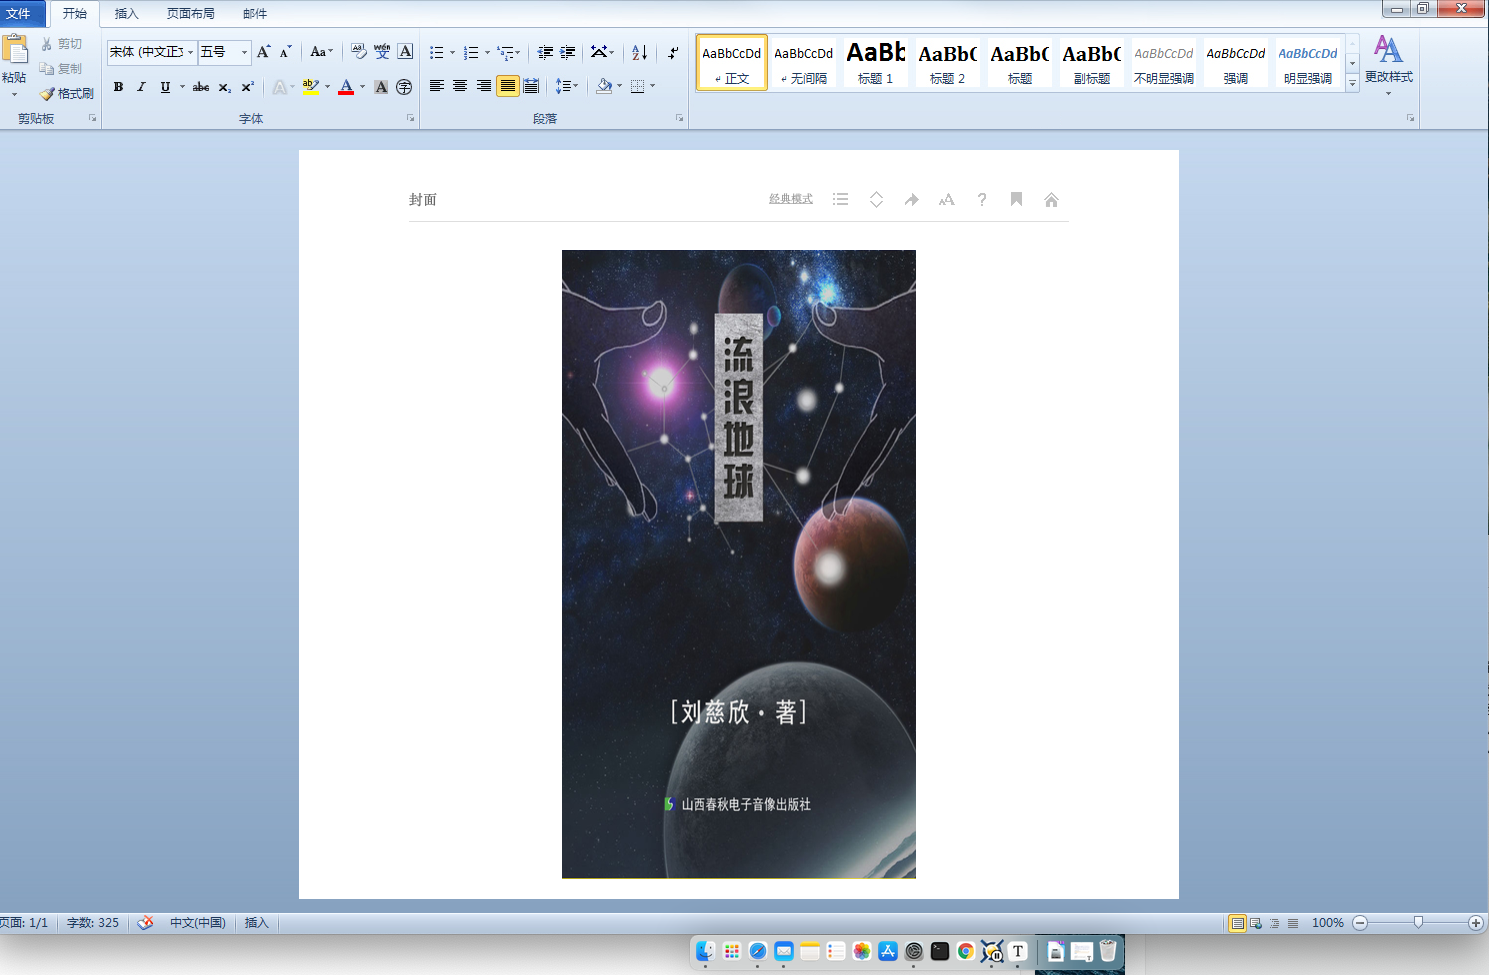 文件 开始 插入 页面布局 邮件
粘贴 剪切
复制
格式刷
宋体 (中文正文 五号
AaBbCcDd AaBbCcDd AaBb AaBbC AaBbC AaBbC AaBbCcDd AaBbCcDd AaBbCcDd
正文 无间隔 标题 1 标题 2 标题 副标题 不明显强调 强调 明显强调 更改样式
剪贴板 字体 段落
封面 经典模式
流浪地球
[刘慈欣·著]
山西春秋电子音像出版社
页面: 1/1 字数: 325 中文(中国) 插入 100%